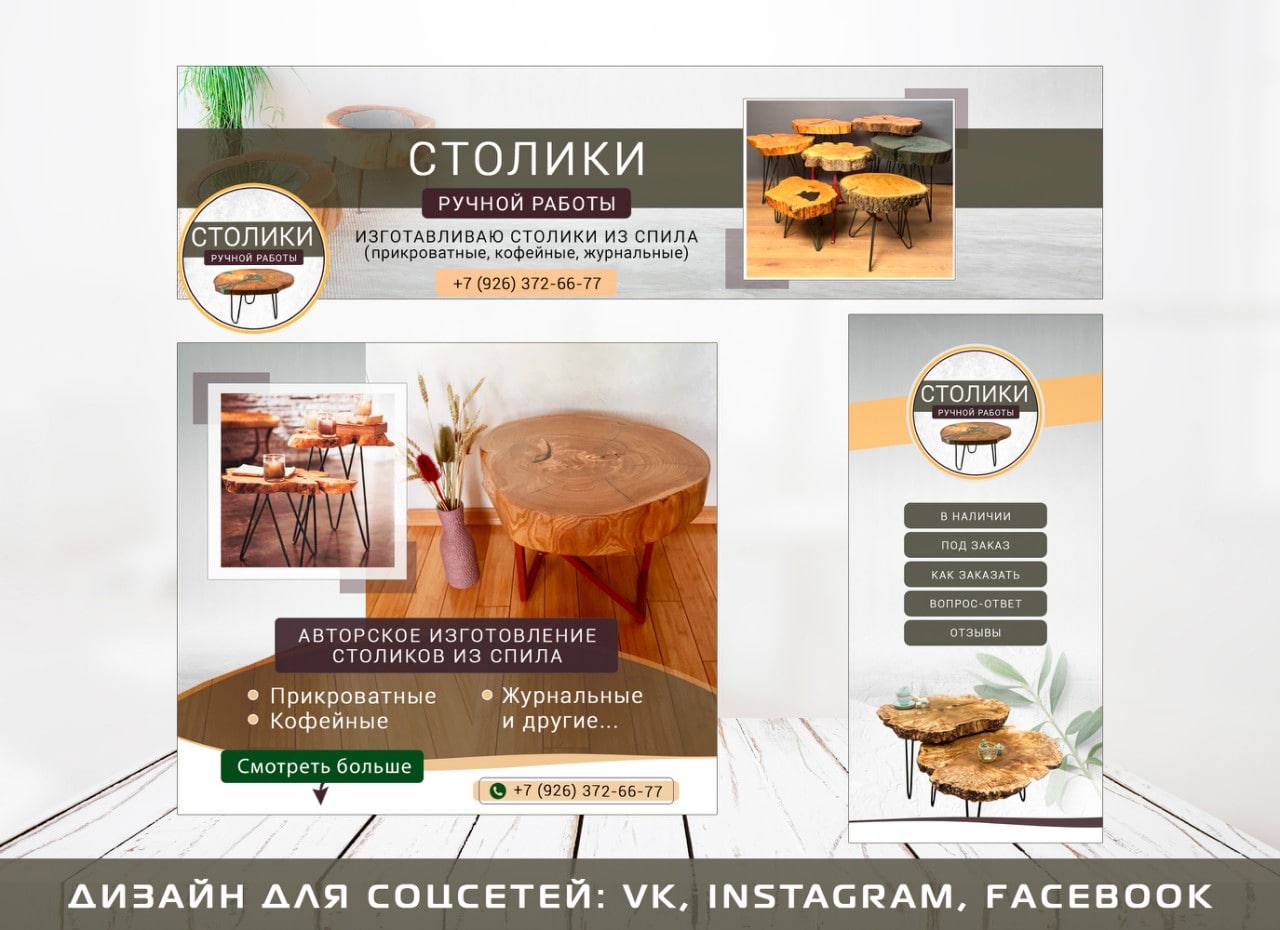 СТОЛИКИ
РУЧНОЙ РАБОТЫ
ИЗГОТАВЛИВАЮ СТОЛИКИ ИЗ СПИЛА
(прикроватные, кофейные, журнальные)
+7 (926) 372-66-77
СТОЛИКИ
РУЧНОЙ РАБОТЫ
АВТОРСКОЕ ИЗГОТОВЛЕНИЕ
СТОЛИКОВ ИЗ СПИЛА
Прикроватные
Кофейные
Журнальные
и другие...
Смотреть больше
+7 (926) 372-66-77
СТОЛИКИ
РУЧНОЙ РАБОТЫ
В НАЛИЧИИ
ПОД ЗАКАЗ
КАК ЗАКАЗАТЬ
ВОПРОС-ОТВЕТ
ОТЗЫВЫ
ДИЗАЙН ДЛЯ СОЦСЕТЕЙ: VK, INSTAGRAM, FACEBOOK